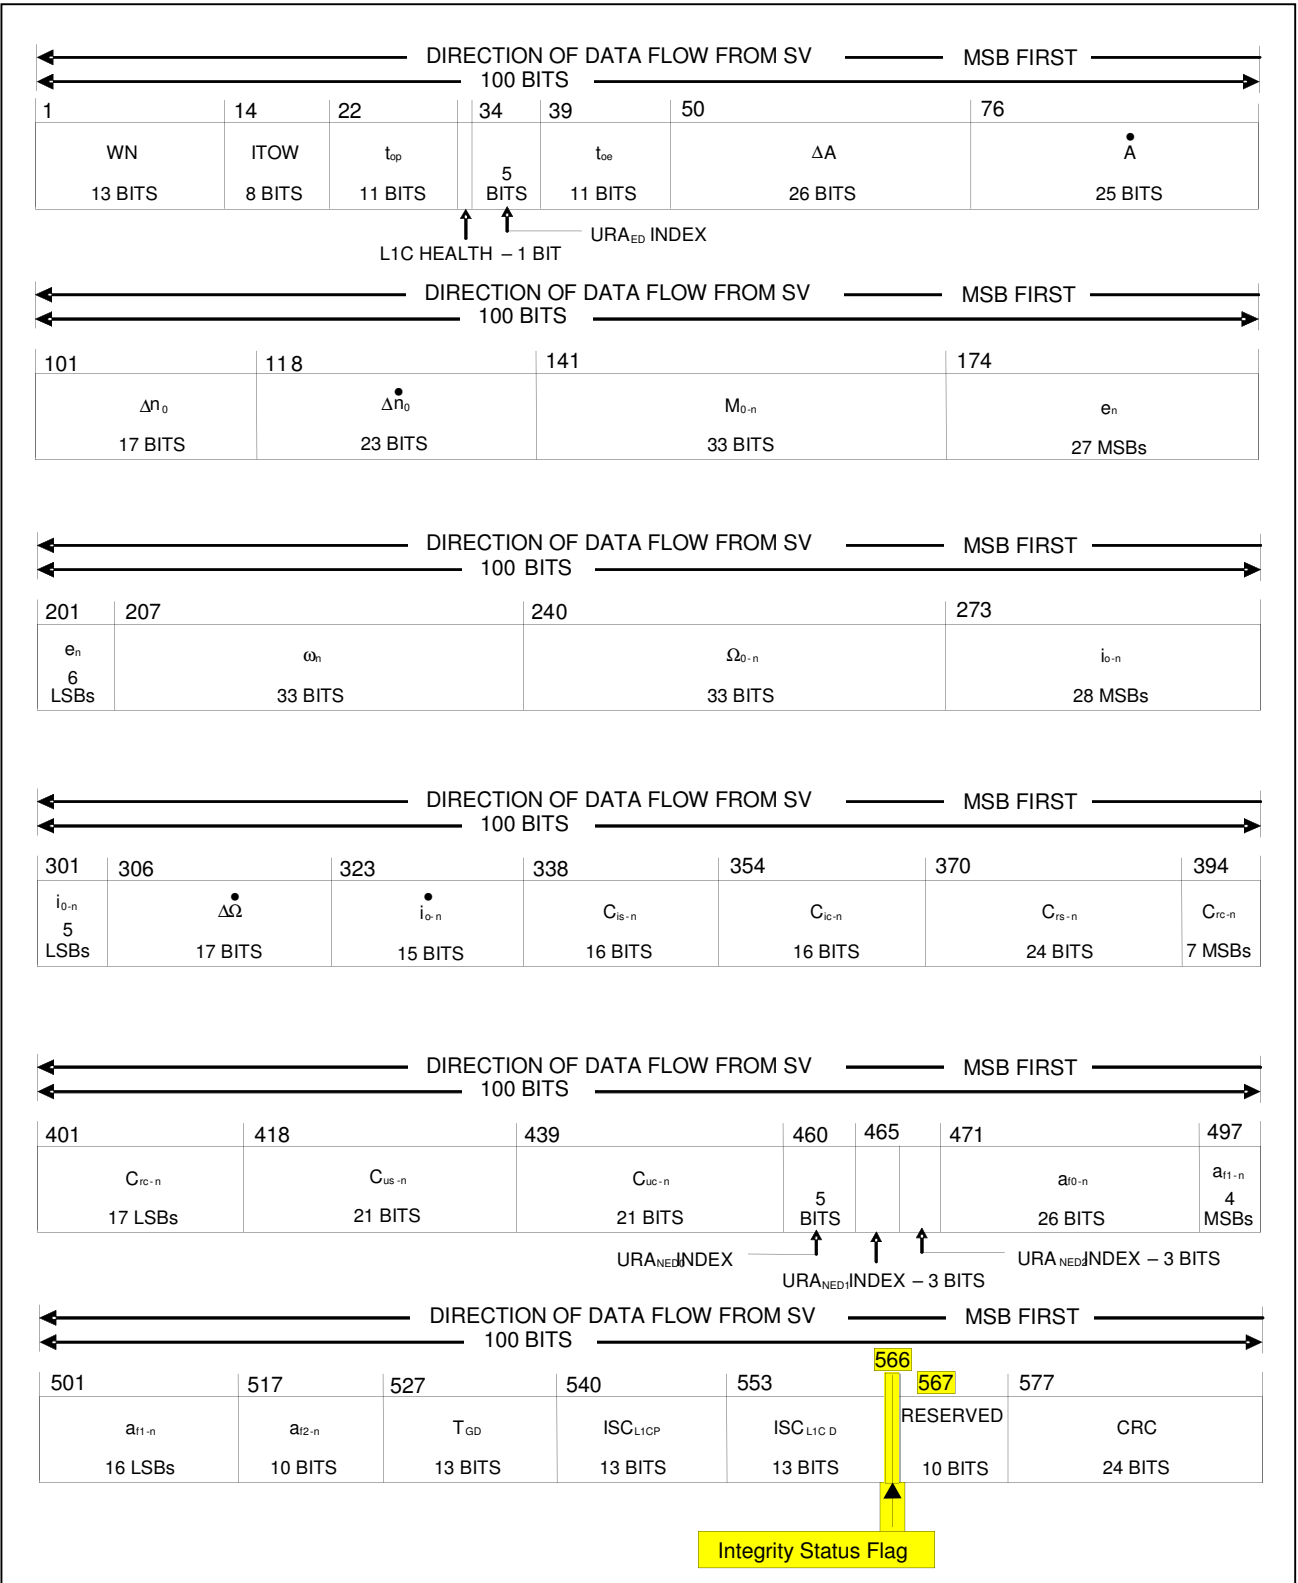 DIRECTION OF DATA FLOW FROM SV MSB FIRST
100 BITS
1 14 22 34 39 50 76
WN ITOW top toe ΔA Ȧ
13 BITS 8 BITS 11 BITS 5 BITS 11 BITS 26 BITS 25 BITS
URAED INDEX
L1C HEALTH – 1 BIT
DIRECTION OF DATA FLOW FROM SV MSB FIRST
100 BITS
101 118 141 174
Δn0 Δṅ0 M0-n en
17 BITS 23 BITS 33 BITS 27 MSBs
DIRECTION OF DATA FLOW FROM SV MSB FIRST
100 BITS
201 207 240 273
en ωn Ω0-n io-n
6 LSBs 33 BITS 33 BITS 28 MSBs
DIRECTION OF DATA FLOW FROM SV MSB FIRST
100 BITS
301 306 323 338 354 370 394
i0-n ΔΩ̇ i̇o-n Cis-n Cic-n Crs-n Crc-n
5 LSBs 17 BITS 15 BITS 16 BITS 16 BITS 24 BITS 7 MSBs
DIRECTION OF DATA FLOW FROM SV MSB FIRST
100 BITS
401 418 439 460 465 471 497
Crc-n Cus-n Cuc-n af0-n af1-n
17 LSBs 21 BITS 21 BITS 5 BITS 26 BITS 4 MSBs
URANED0 INDEX URANED1 INDEX – 3 BITS URANED2 INDEX – 3 BITS
DIRECTION OF DATA FLOW FROM SV MSB FIRST
100 BITS
501 517 527 540 553 566 567 577
af1-n af2-n TGD ISCL1CP ISCL1CD RESERVED CRC
16 LSBs 10 BITS 13 BITS 13 BITS 13 BITS 10 BITS 24 BITS
Integrity Status Flag